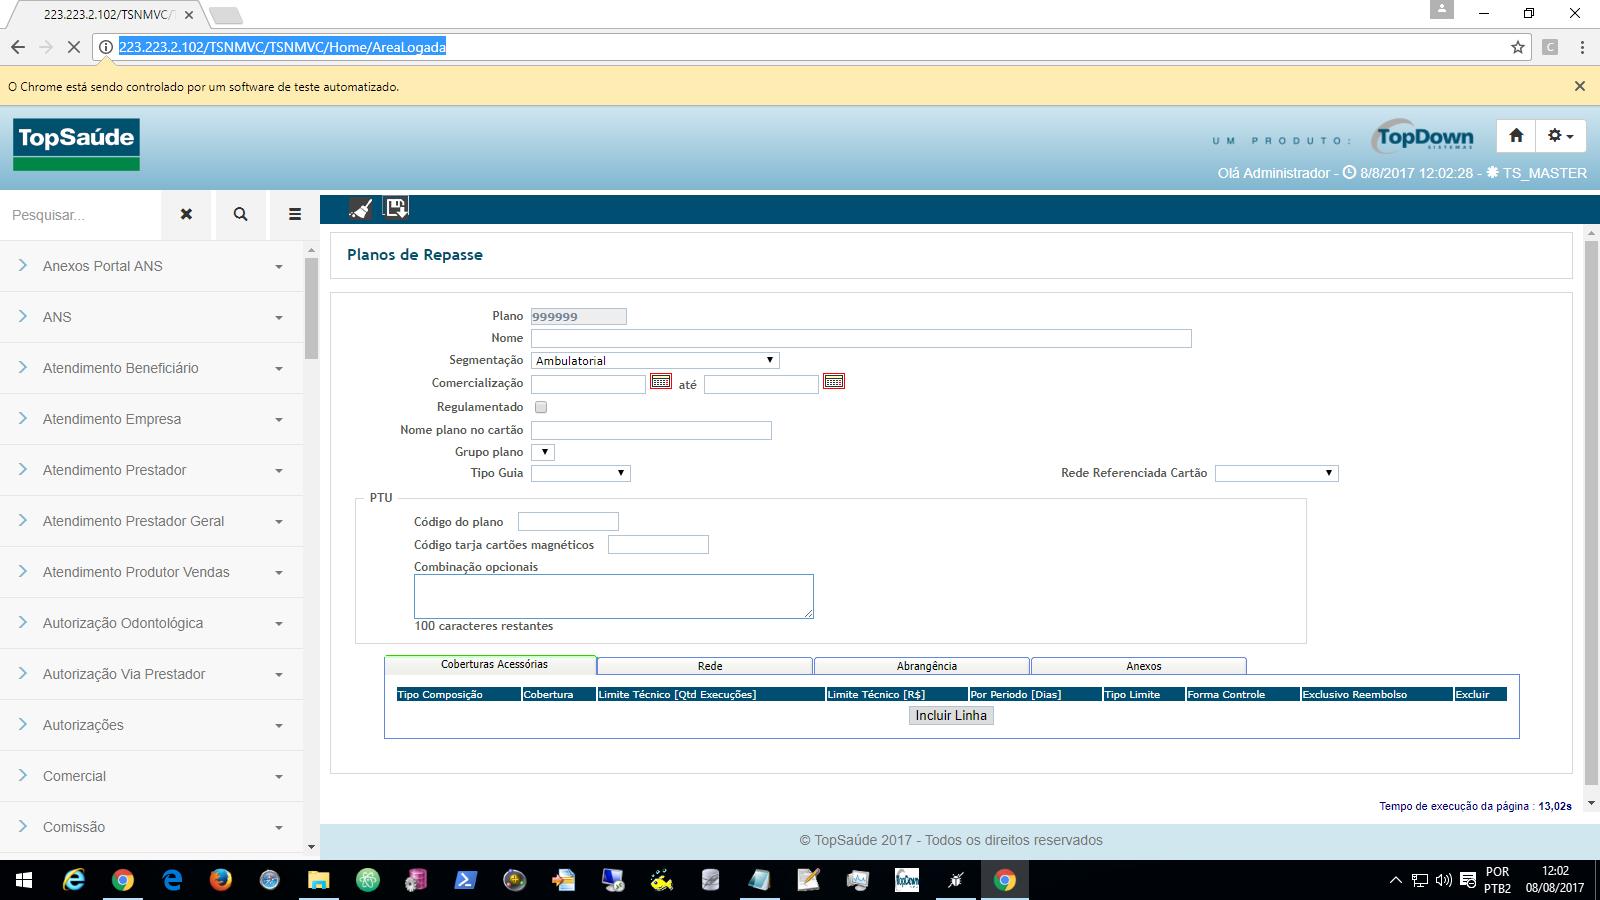 223.223.2.102/TSNMVC/
223.223.2.102/TSNMVC/TSNMVC/Home/AreaLogada
O Chrome está sendo controlado por um software de teste automatizado.
TopSaúde
UM PRODUTO:
TopDown
SISTEMAS
Olá Administrador - 8/8/2017 12:02:28 - TS_MASTER
Pesquisar...
Anexos Portal ANS
ANS
Atendimento Beneficiário
Atendimento Empresa
Atendimento Prestador
Atendimento Prestador Geral
Atendimento Produtor Vendas
Autorização Odontológica
Autorização Via Prestador
Autorizações
Comercial
Comissão
Planos de Repasse
Plano 999999
Nome
Segmentação Ambulatorial
Comercialização até
Regulamentado
Nome plano no cartão
Grupo plano
Tipo Guia Rede Referenciada Cartão
PTU
Código do plano
Código tarja cartões magnéticos
Combinação opcionais
100 caracteres restantes
Coberturas Acessórias Rede Abrangência Anexos
Tipo Composição Cobertura Limite Técnico [Qtd Execuções] Limite Técnico [R$] Por Periodo [Dias] Tipo Limite Forma Controle Exclusivo Reembolso Excluir
Incluir Linha
Tempo de execução da página : 13,02s
© TopSaúde 2017 - Todos os direitos reservados
POR
PTB2
12:02
08/08/2017